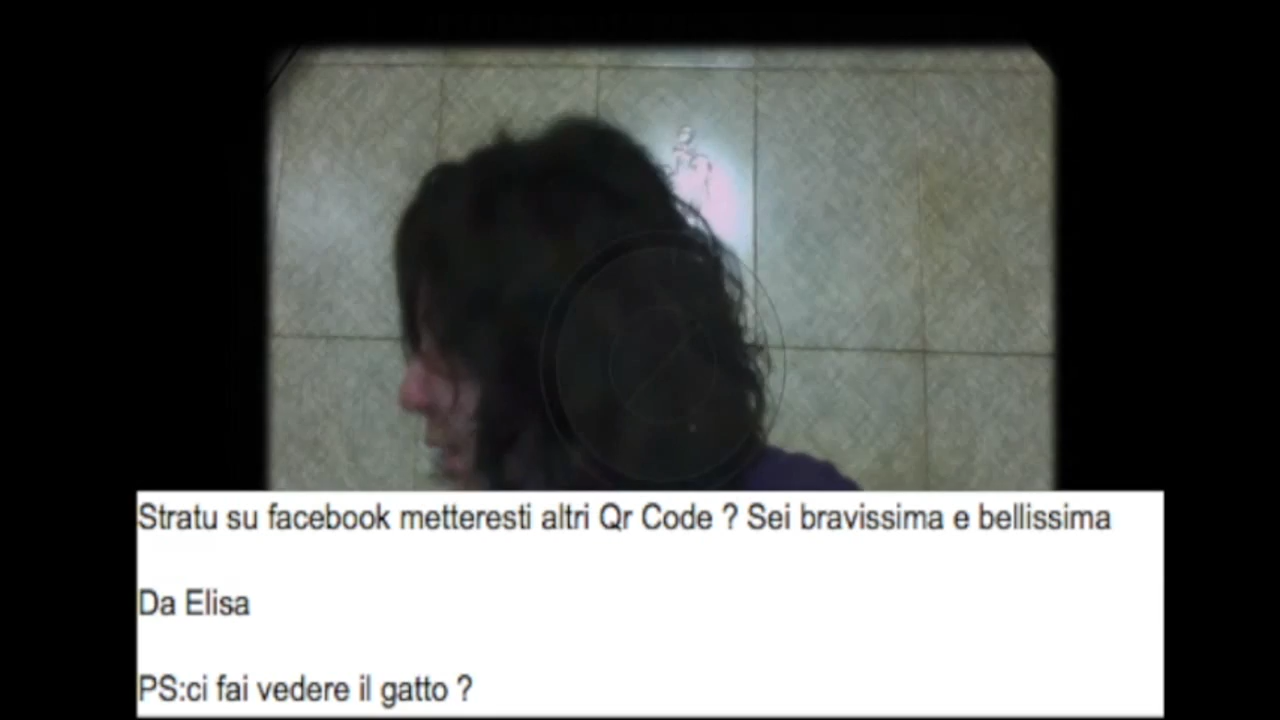 Stratu su facebook metteresti altri Qr Code ? Sei bravissima e bellissima
Da Elisa
PS:ci fai vedere il gatto ?